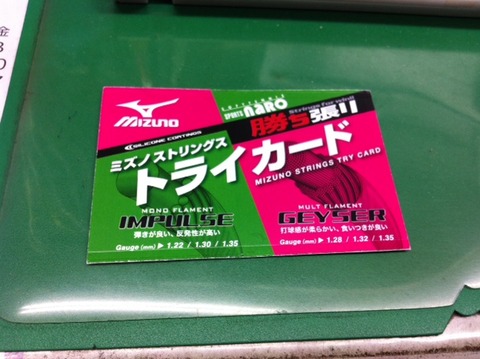 金
MIZUNO
SPORTS NARO
勝ち張!!
SILICONE COATINGS
ミズノストリングス
トライカード
MIZUNO STRINGS TRY CARD
MONO FILAMENT
IMPULSE
弾きが良い、反発性が高い
Gauge (mm) ▶ 1.22 / 1.30 / 1.35
MULTI FILAMENT
GEYSER
打球感が柔らかい、食いつきが良い
Gauge (mm) ▶ 1.28 / 1.32 / 1.35